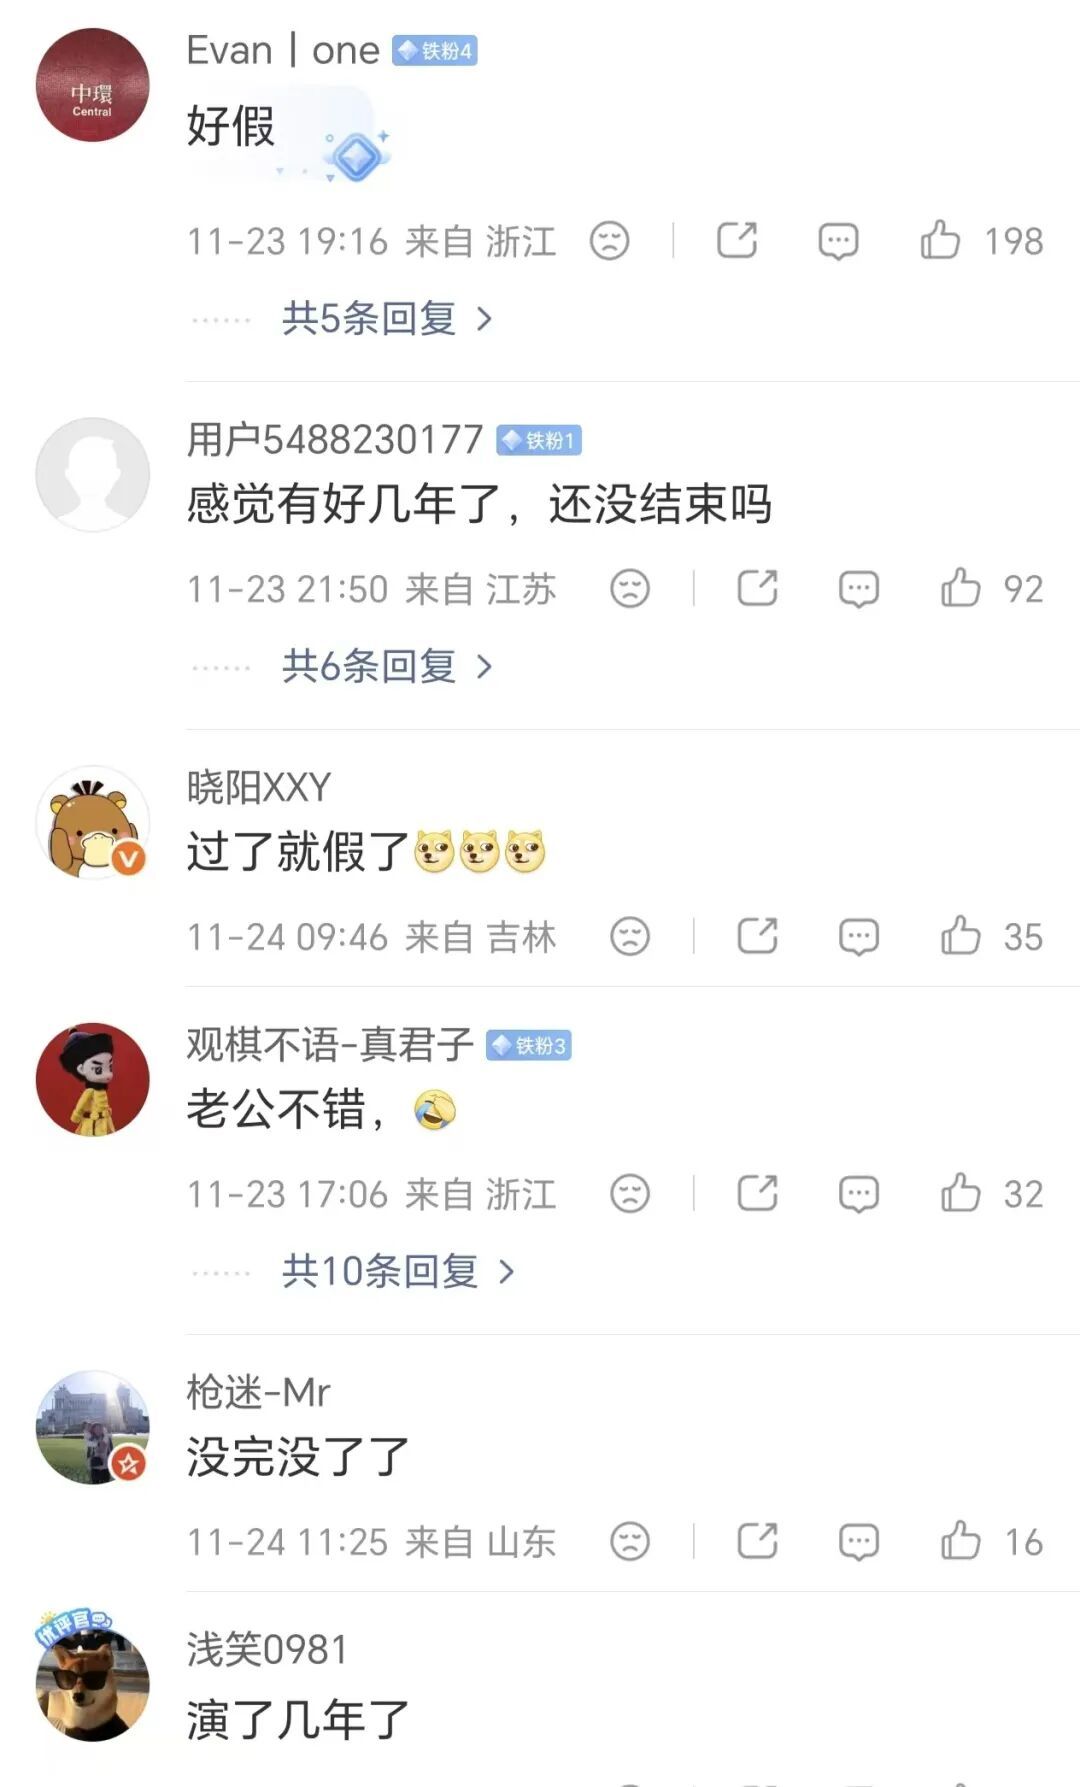 中環
Central
Evan｜one 铁粉4
好假
11-23 19:16 来自 浙江 198
共5条回复
用户5488230177 铁粉1
感觉有好几年了，还没结束吗
11-23 21:50 来自 江苏 92
共6条回复
晓阳XXY
过了就假了
11-24 09:46 来自 吉林 35
观棋不语-真君子 铁粉3
老公不错，
11-23 17:06 来自 浙江 32
共10条回复
枪迷-Mr
没完没了了
11-24 11:25 来自 山东 16
优评官
浅笑0981
演了几年了